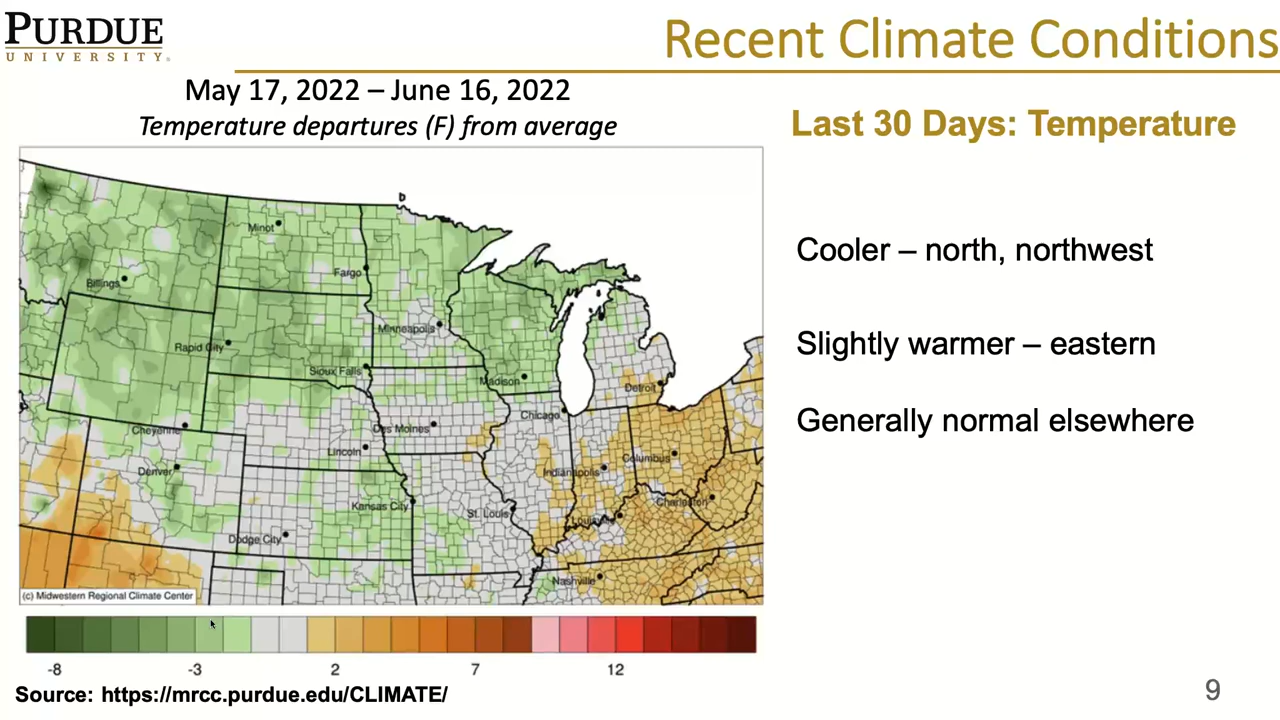 PURDUE
UNIVERSITY®
Recent Climate Conditions
May 17, 2022 – June 16, 2022
Temperature departures (F) from average
Last 30 Days: Temperature
Cooler – north, northwest
Slightly warmer – eastern
Generally normal elsewhere
Minot
Fargo
Billings
Minneapolis
Rapid City
Sioux Falls
Madison
Detroit
Chicago
Cheyenne
Des Moines
Lincoln
Columbus
Denver
Indianapolis
Charleston
Kansas City
St. Louis
Louisville
Dodge City
Nashville
(c) Midwestern Regional Climate Center
-8 -3 2 7 12
Source: https://mrcc.purdue.edu/CLIMATE/
9